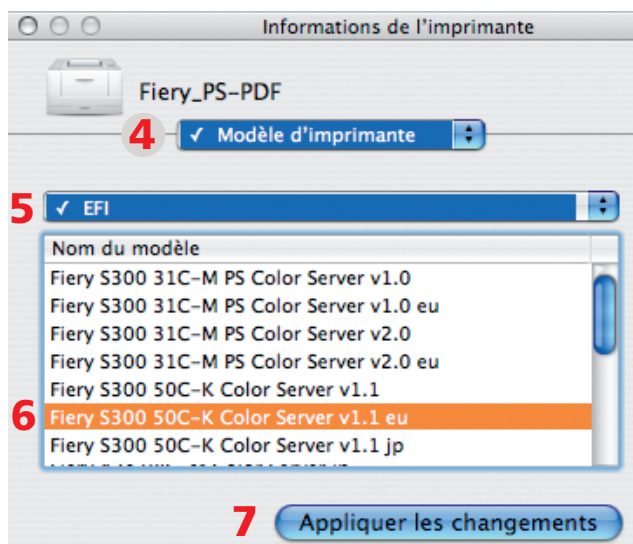 Informations de l'imprimante
Fiery_PS-PDF
4 ✓ Modèle d'imprimante
5 ✓ EFI
Nom du modèle
Fiery S300 31C-M PS Color Server v1.0
Fiery S300 31C-M PS Color Server v1.0 eu
Fiery S300 31C-M PS Color Server v2.0
Fiery S300 31C-M PS Color Server v2.0 eu
Fiery S300 50C-K Color Server v1.1
6 Fiery S300 50C-K Color Server v1.1 eu
Fiery S300 50C-K Color Server v1.1 jp
7 Appliquer les changements